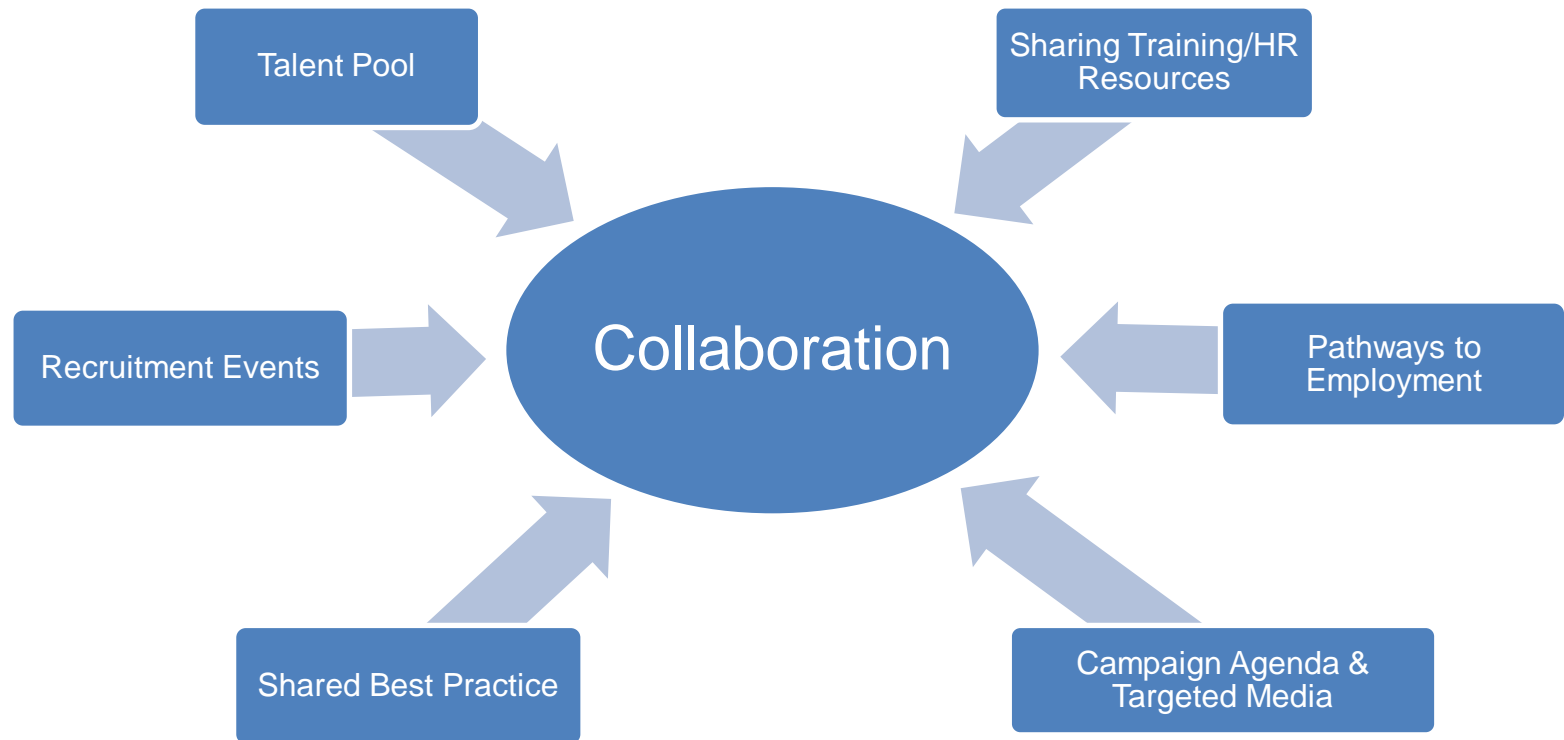 Talent Pool
Sharing Training/HR
Resources
Recruitment Events
Collaboration
Pathways to
Employment
Shared Best Practice
Campaign Agenda &
Targeted Media